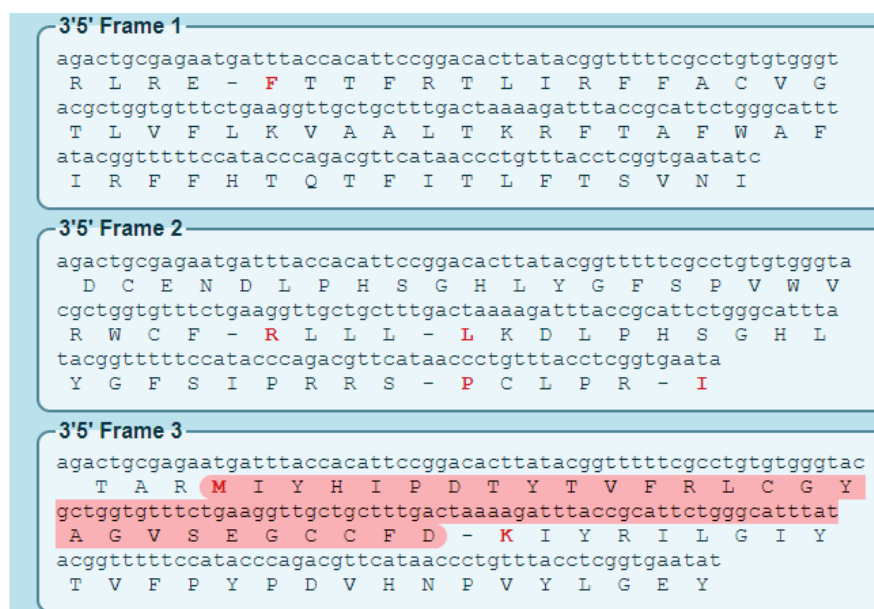 3'5' Frame 1
agactgcgagaatgatttaccacattccggacacttatacggtttttcgcctgtgtgggt
R L R E - F T T F R T L I R F F A C V G
acgctggtgtttctgaaggttgctgctttgactaaaagatttaccgcattctgggcattt
T L V F L K V A A L T K R F T A F W A F
atacggtttttccatacccagacgttcataaccctgtttacctcggtgaatatc
I R F F H T Q T F I T L F T S V N I
3'5' Frame 2
agactgcgagaatgatttaccacattccggacacttatacggtttttcgcctgtgtgggta
D C E N D L P H S G H L Y G F S P V W V
cgctggtgtttctgaaggttgctgctttgactaaaagatttaccgcattctgggcattta
R W C F - R L L L - L K D L P H S G H L
tacggtttttccatacccagacgttcataaccctgtttacctcggtgaata
Y G F S I P R R S - P C L P R - I
3'5' Frame 3
agactgcgagaatgatttaccacattccggacacttatacggtttttcgcctgtgtgggtac
T A R M I Y H I P D T Y T V F R L C G Y
gctggtgtttctgaaggttgctgctttgactaaaagatttaccgcattctgggcatttat
A G V S E G C C F D - K I Y R I L G I Y
acggtttttccatacccagacgttcataaccctgtttacctcggtgaatat
T V F P Y P D V H N P V Y L G E Y